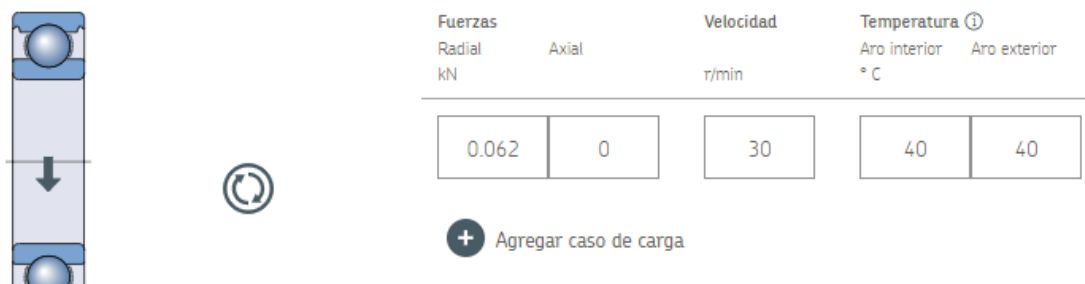 Fuerzas Velocidad Temperatura ⓘ
Radial Axial Aro interior Aro exterior
kN r/min ° C
0.062 0 30 40 40
+ Agregar caso de carga